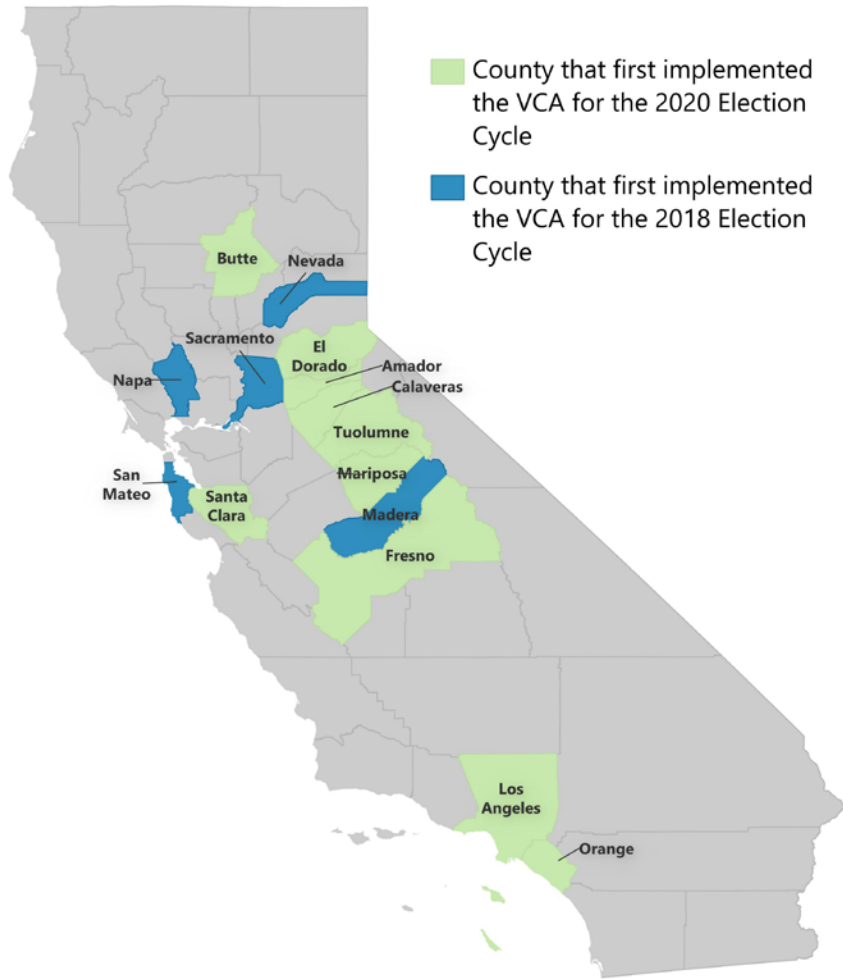 County that first implemented
the VCA for the 2020 Election
Cycle
County that first implemented
the VCA for the 2018 Election
Cycle
Butte
Nevada
Sacramento
El
Dorado
Amador
Napa
Calaveras
Tuolumne
San
Mateo
Santa
Clara
Mariposa
Madera
Fresno
Los
Angeles
Orange